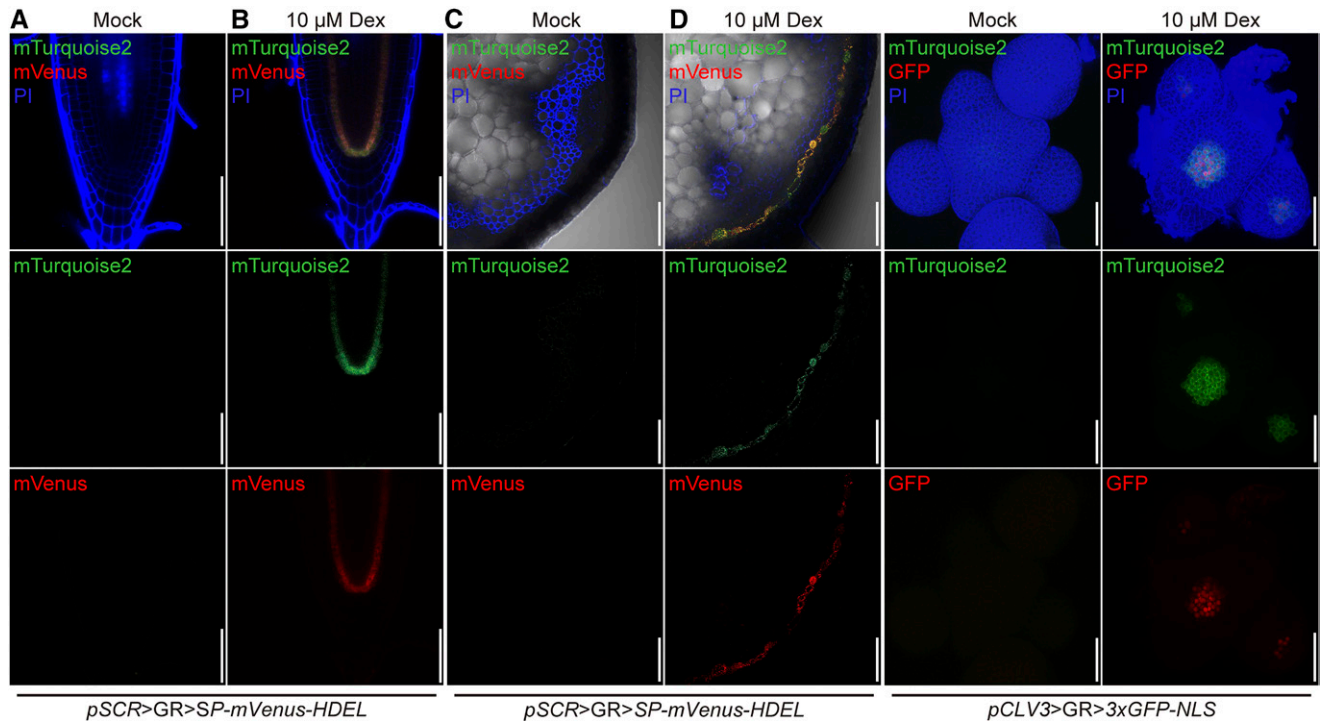 A Mock B 10 μM Dex C Mock D 10 μM Dex Mock 10 μM Dex
mTurquoise2 mTurquoise2 mTurquoise2 mTurquoise2 mTurquoise2 mTurquoise2
mVenus mVenus mVenus mVenus GFP GFP
PI PI PI PI PI PI
mTurquoise2 mTurquoise2 mTurquoise2 mTurquoise2 mTurquoise2 mTurquoise2
mVenus mVenus mVenus mVenus GFP GFP
pSCR>GR>SP-mVenus-HDEL pSCR>GR>SP-mVenus-HDEL pCLV3>GR>3xGFP-NLS